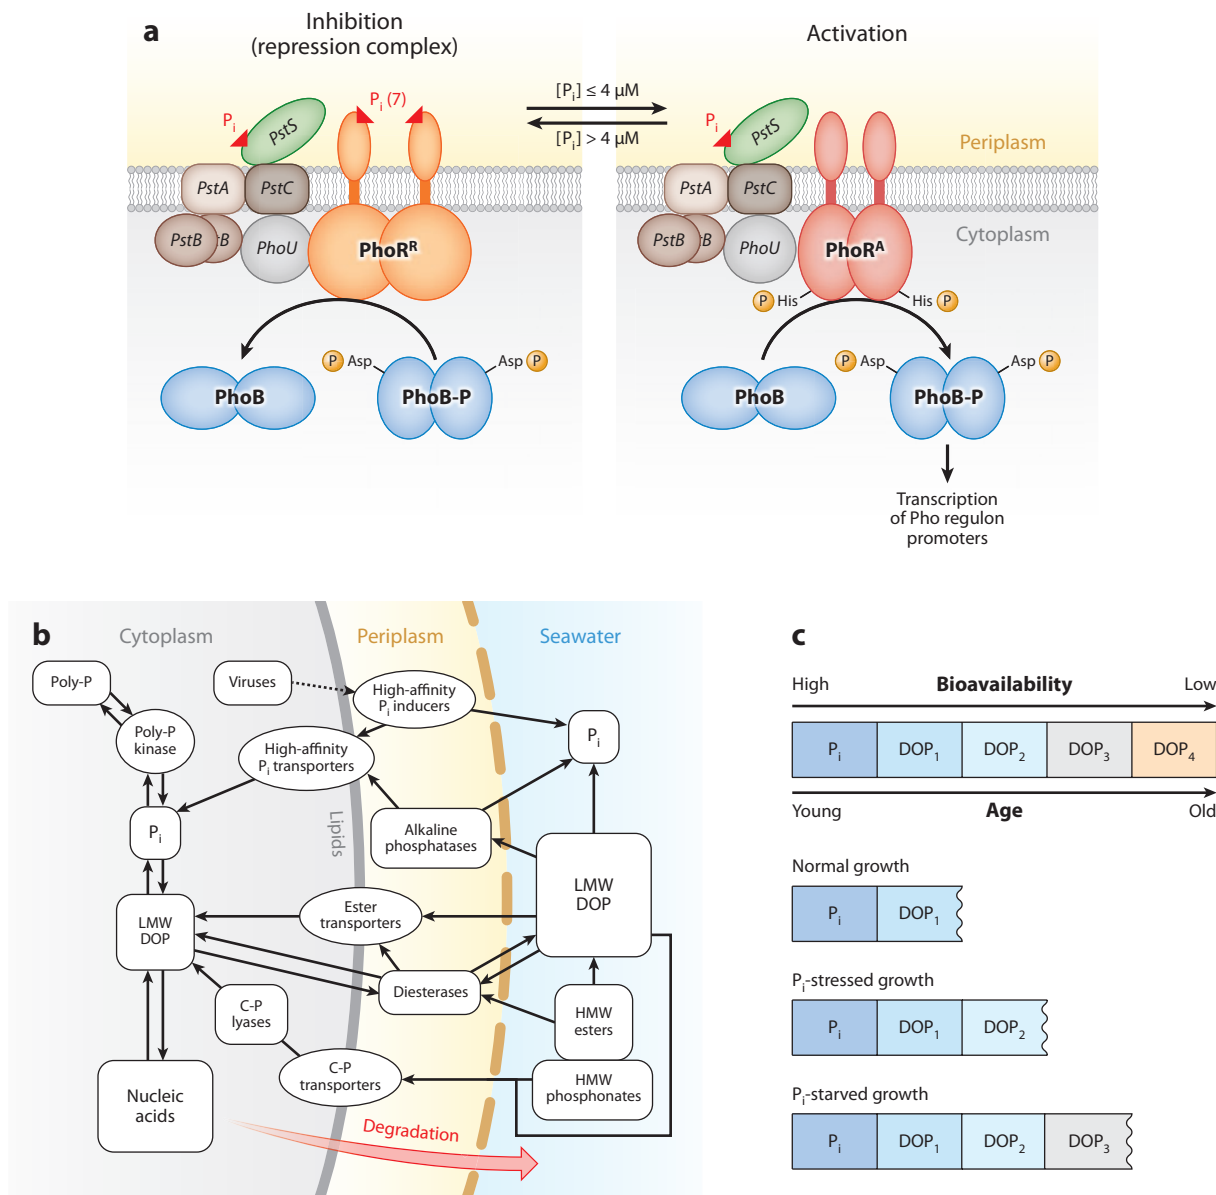 a
Inhibition
(repression complex)
Activation
[Pi] ≤ 4 µM
[Pi] > 4 µM
Pi
Pi (7)
PstS
PstA
PstC
PstB
tB
PhoU
PhoR^R
P
Asp
Asp
P
PhoB
PhoB-P
Pi
PstS
Periplasm
PstA
PstC
PstB
tB
PhoU
PhoR^A
Cytoplasm
P
His
His
P
P
Asp
Asp
P
PhoB
PhoB-P
Transcription
of Pho regulon
promoters
b
Cytoplasm
Periplasm
Seawater
Poly-P
Viruses
High-affinity
Pi inducers
Poly-P
kinase
High-affinity
Pi transporters
Pi
Pi
Lipids
Alkaline
phosphatases
LMW
DOP
LMW
DOP
Ester
transporters
Diesterases
C-P
lyases
HMW
esters
C-P
transporters
HMW
phosphonates
Nucleic
acids
Degradation
c
High
Bioavailability
Low
Pi
DOP1
DOP2
DOP3
DOP4
Young
Age
Old
Normal growth
Pi
DOP1
Pi-stressed growth
Pi
DOP1
DOP2
Pi-starved growth
Pi
DOP1
DOP2
DOP3